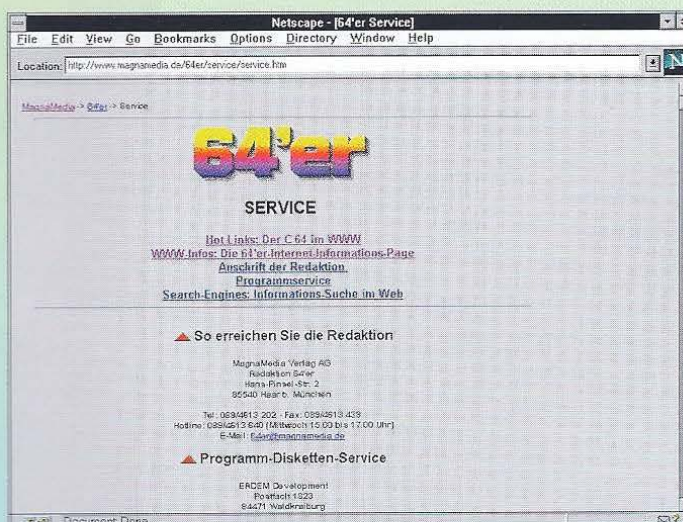 Netscape - [64'er Service]
File Edit View Go Bookmarks Options Directory Window Help
Location: http://www.magnamedia.de/64er/service/service.htm
N
MagnaMedia -> 64'er -> Service
64'er
SERVICE
Hot Links: Der C 64 im WWW
WWW-Infos: Die 64'er-Internet-Informations-Page
Anschrift der Redaktion
Programmservice
Search-Engines: Informations-Suche im Web
So erreichen Sie die Redaktion
MagnaMedia Verlag AG
Redaktion 64'er
Hans-Pinsel-Str. 2
85540 Haar b. München
Tel: 089/4613 202 - Fax: 089/4613 433
Hotline: 089/4613 640 (Mittwoch 15.00 bis 17.00 Uhr)
E-Mail: 64er@magnamedia.de
Programm-Disketten-Service
ERDEM Development
Postfach 1823
84471 Waldkraiburg
Document Done